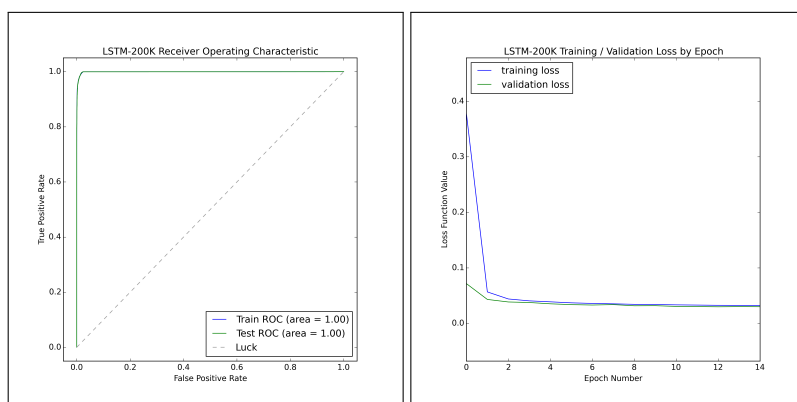 LSTM-200K Receiver Operating Characteristic
True Positive Rate
1.0
0.8
0.6
0.4
0.2
0.0
0.0 0.2 0.4 0.6 0.8 1.0
False Positive Rate
Train ROC (area = 1.00)
Test ROC (area = 1.00)
Luck
LSTM-200K Training / Validation Loss by Epoch
training loss
validation loss
Loss Function Value
0.4
0.3
0.2
0.1
0.0
0 2 4 6 8 10 12 14
Epoch Number